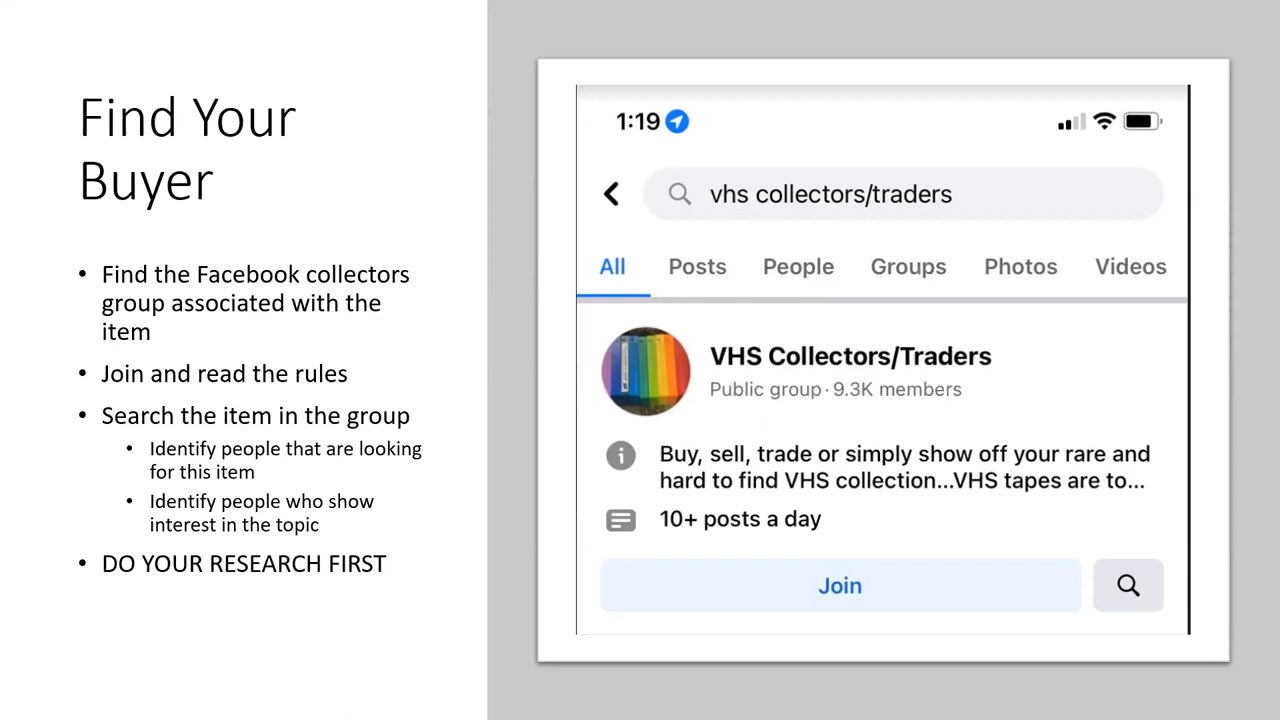 Find Your
Buyer
• Find the Facebook collectors
group associated with the
item
• Join and read the rules
• Search the item in the group
• Identify people that are looking
for this item
• Identify people who show
interest in the topic
• DO YOUR RESEARCH FIRST
1:19
vhs collectors/traders
All Posts People Groups Photos Videos
VHS Collectors/Traders
Public group · 9.3K members
Buy, sell, trade or simply show off your rare and
hard to find VHS collection...VHS tapes are to...
10+ posts a day
Join